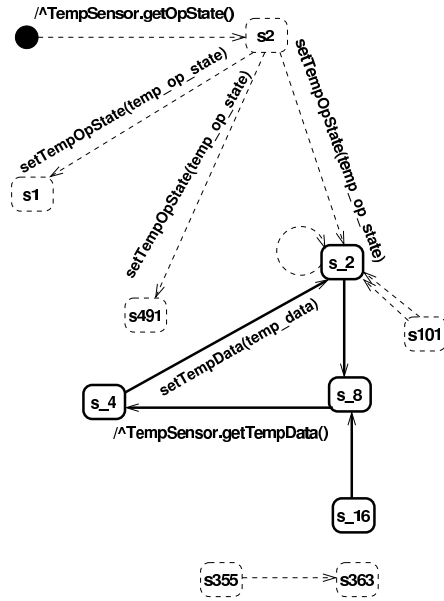 /^TempSensor.getOpState()
s2
setTempOpState(temp_op_state)
setTempOpState(temp_op_state)
setTempOpState(temp_op_state)
s1
s_2
s491
s101
setTempData(temp_data)
s_4
s_8
/^TempSensor.getTempData()
s_16
s355
s363